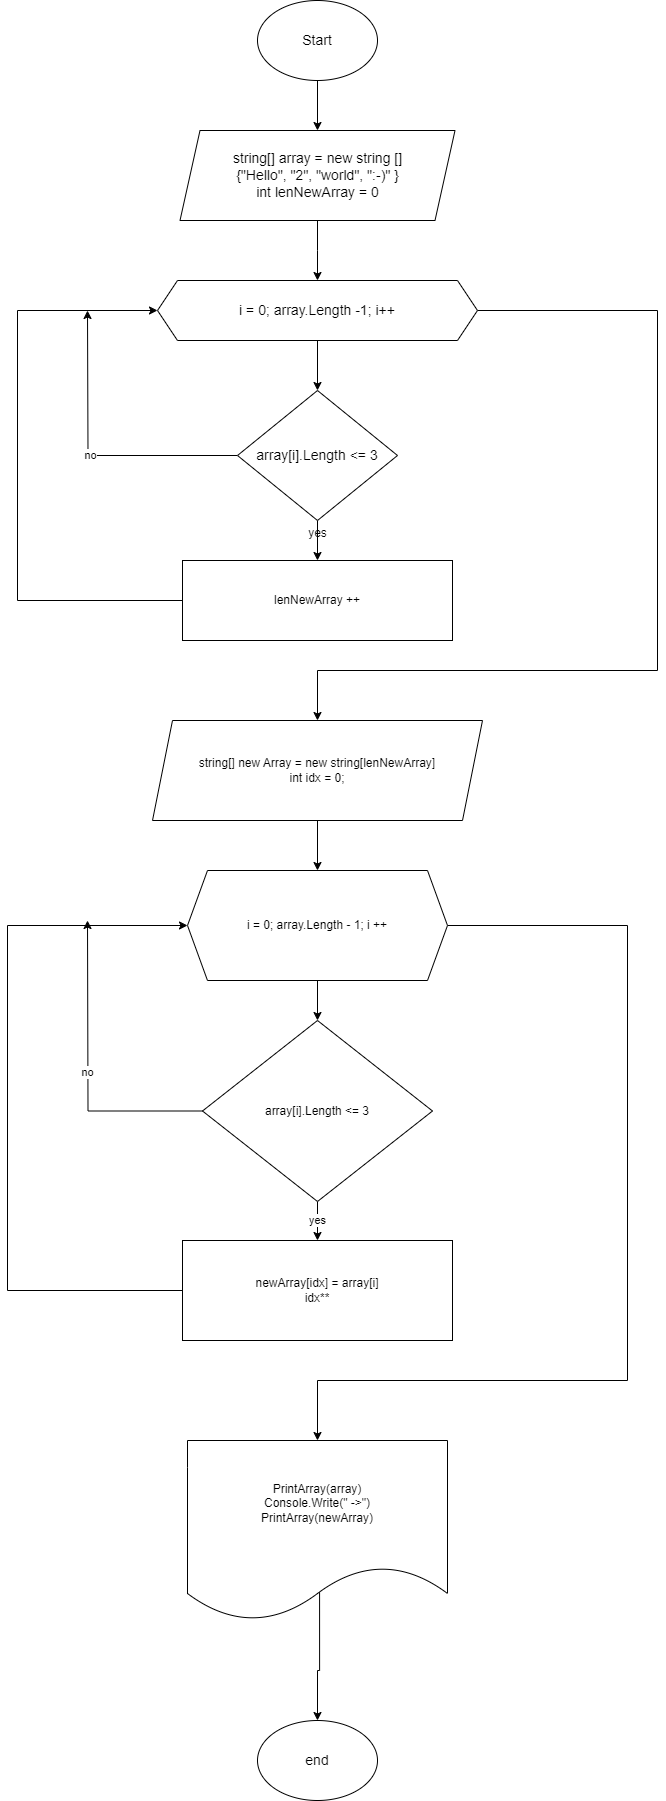 Start
string[] array = new string []
{"Hello", "2", "world", ":-)" }
int lenNewArray = 0
i = 0; array.Length -1; i++
array[i].Length <= 3
no
yes
lenNewArray ++
string[] new Array = new string[lenNewArray]
int idx = 0;
i = 0; array.Length - 1; i ++
no
array[i].Length <= 3
yes
newArray[idx] = array[i]
idx**
PrintArray(array)
Console.Write(" ->")
PrintArray(newArray)
end